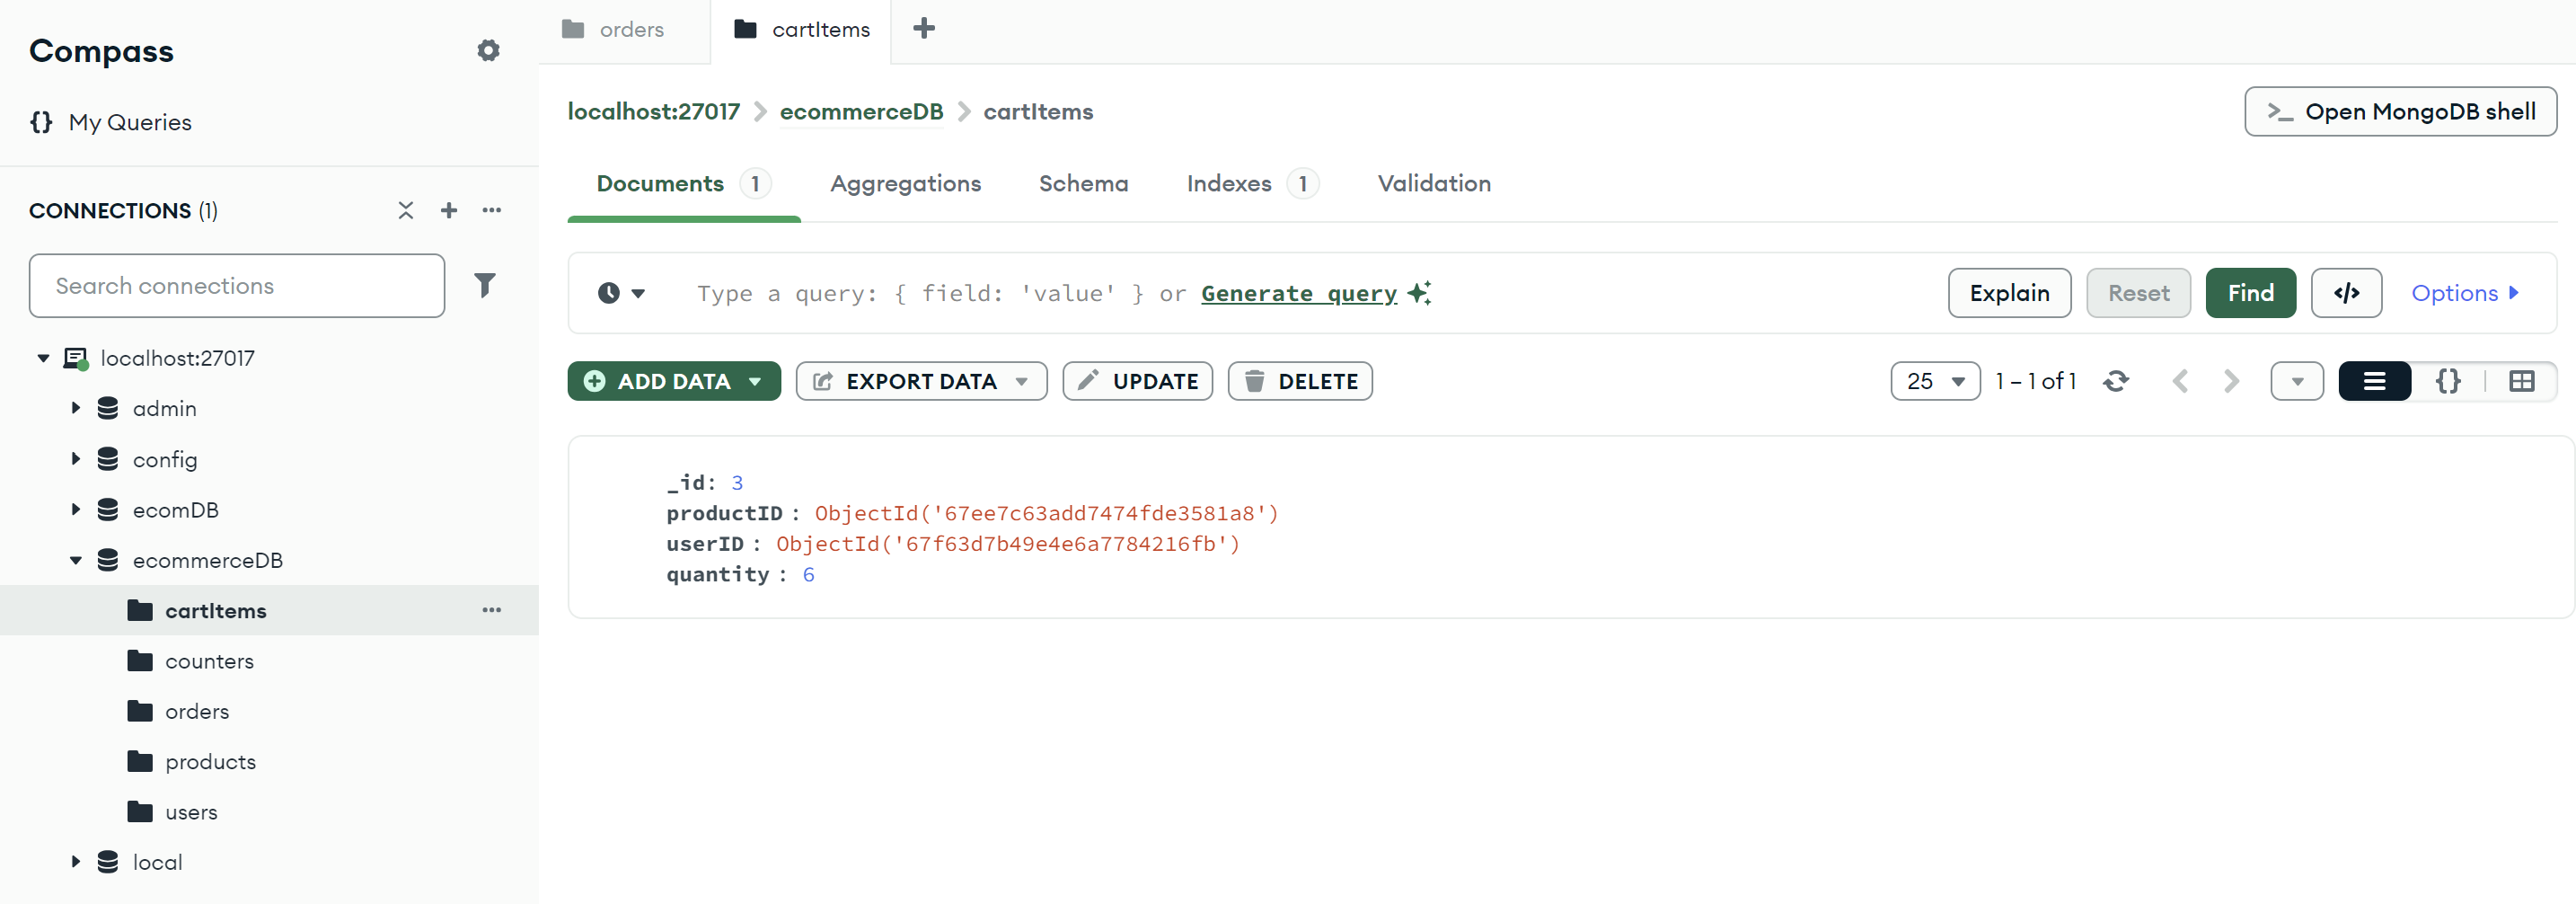 Compass
{} My Queries
CONNECTIONS (1)
Search connections
localhost:27017
admin
config
ecomDB
ecommerceDB
cartItems
counters
orders
products
users
local
orders
cartItems
localhost:27017 > ecommerceDB > cartItems
>_ Open MongoDB shell
Documents 1 Aggregations Schema Indexes 1 Validation
Type a query: { field: 'value' } or Generate query
Explain Reset Find </> Options
ADD DATA EXPORT DATA UPDATE DELETE
25 1 – 1 of 1 {}
_id: 3
productID : ObjectId('67ee7c63add7474fde3581a8')
userID : ObjectId('67f63d7b49e4e6a7784216fb')
quantity : 6